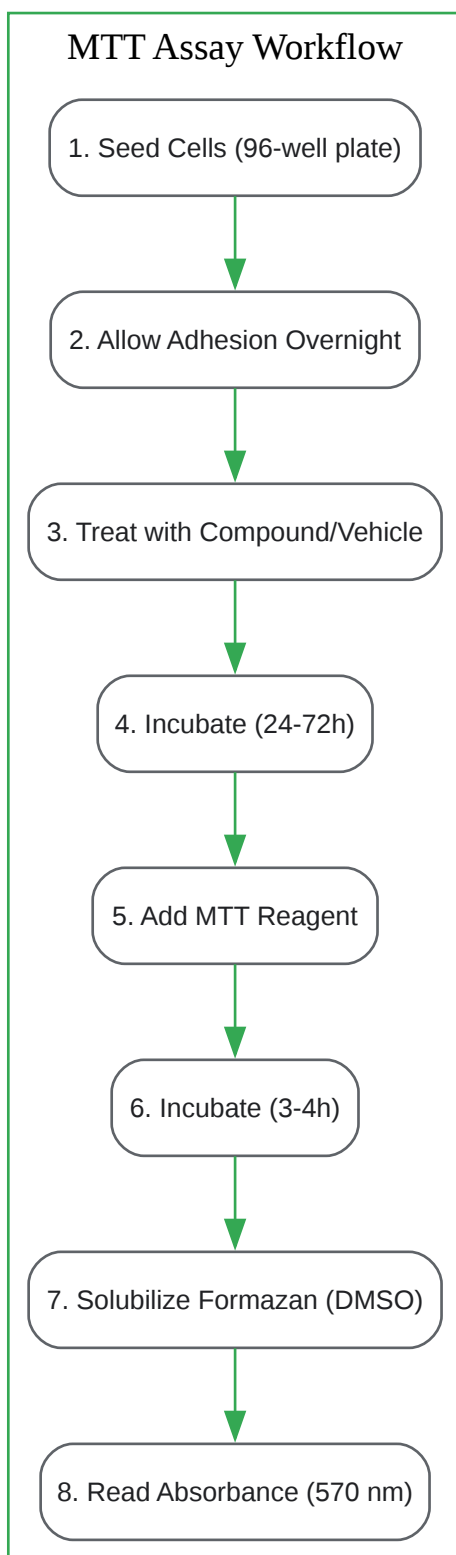 MTT Assay Workflow
1. Seed Cells (96-well plate)
2. Allow Adhesion Overnight
3. Treat with Compound/Vehicle
4. Incubate (24-72h)
5. Add MTT Reagent
6. Incubate (3-4h)
7. Solubilize Formazan (DMSO)
8. Read Absorbance (570 nm)